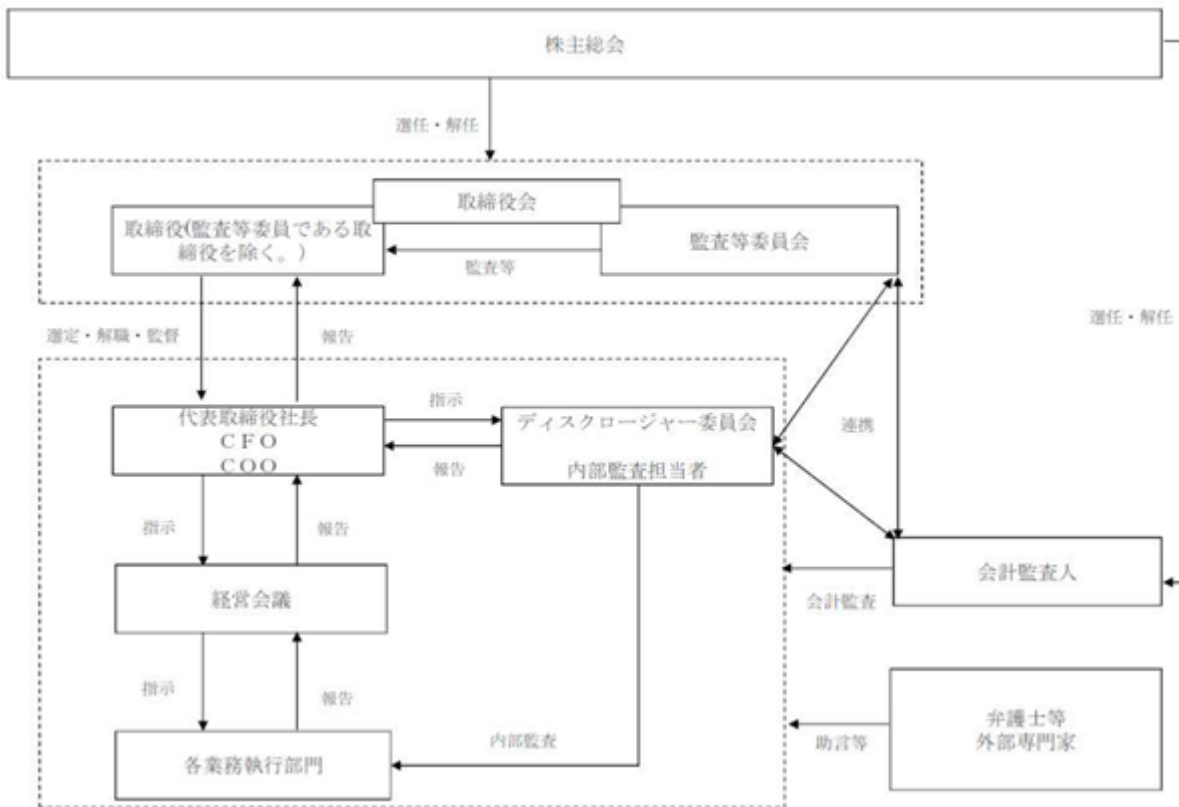 株主総会
選任・解任
取締役会
取締役(監査等委員である取
締役を除く。)
監査等委員会
監査等
選任・解任
選定・解職・監督
報告
代表取締役社長
CFO
COO
指示
報告
ディスクロージャー委員会
内部監査担当者
連携
指示
報告
会計監査人
経営会議
会計監査
指示
報告
弁護士等
外部専門家
内部監査
助言等
各業務執行部門